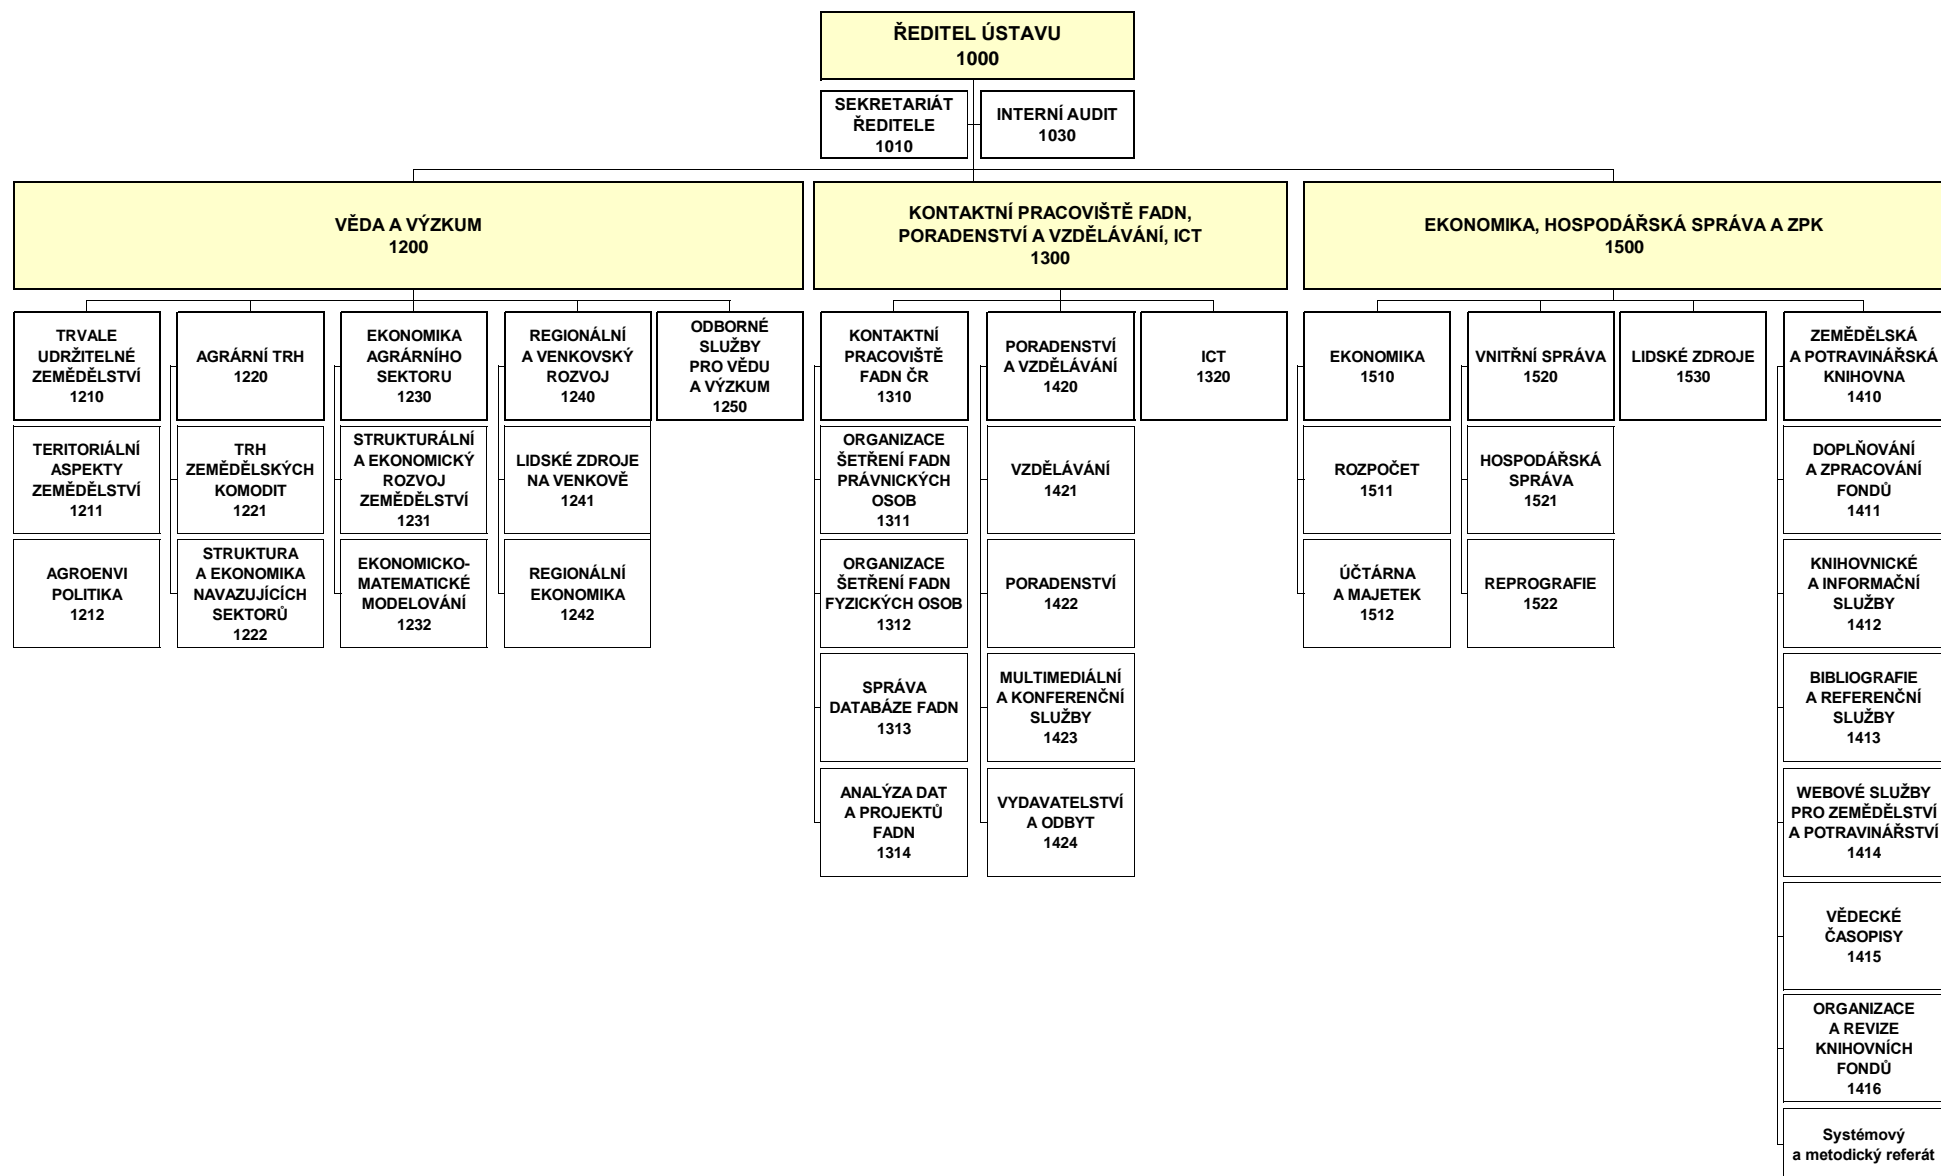 ŘEDITEL ÚSTAVU
1000
SEKRETARIÁT
ŘEDITELE
1010
INTERNÍ AUDIT
1030
VĚDA A VÝZKUM
1200
KONTAKTNÍ PRACOVIŠTĚ FADN,
PORADENSTVÍ A VZDĚLÁVÁNÍ, ICT
1300
EKONOMIKA, HOSPODÁŘSKÁ SPRÁVA A ZPK
1500
TRVALE
UDRŽITELNÉ
ZEMĚDĚLSTVÍ
1210
AGRÁRNÍ TRH
1220
EKONOMIKA
AGRÁRNÍHO
SEKTORU
1230
REGIONÁLNÍ
A VENKOVSKÝ
ROZVOJ
1240
ODBORNÉ
SLUŽBY
PRO VĚDU
A VÝZKUM
1250
KONTAKTNÍ
PRACOVIŠTĚ
FADN ČR
1310
PORADENSTVÍ
A VZDĚLÁVÁNÍ
1420
ICT
1320
EKONOMIKA
1510
VNITŘNÍ SPRÁVA
1520
LIDSKÉ ZDROJE
1530
ZEMĚDĚLSKÁ
A POTRAVINÁŘSKÁ
KNIHOVNA
1410
TERITORIÁLNÍ
ASPEKTY
ZEMĚDĚLSTVÍ
1211
TRH
ZEMĚDĚLSKÝCH
KOMODIT
1221
STRUKTURÁLNÍ
A EKONOMICKÝ
ROZVOJ
ZEMĚDĚLSTVÍ
1231
LIDSKÉ ZDROJE
NA VENKOVĚ
1241
ORGANIZACE
ŠETŘENÍ FADN
PRÁVNICKÝCH
OSOB
1311
VZDĚLÁVÁNÍ
1421
ROZPOČET
1511
HOSPODÁŘSKÁ
SPRÁVA
1521
DOPLŇOVÁNÍ
A ZPRACOVÁNÍ
FONDŮ
1411
AGROENVI
POLITIKA
1212
STRUKTURA
A EKONOMIKA
NAVAZUJÍCÍCH
SEKTORŮ
1222
EKONOMICKO-
MATEMATICKÉ
MODELOVÁNÍ
1232
REGIONÁLNÍ
EKONOMIKA
1242
ORGANIZACE
ŠETŘENÍ FADN
FYZICKÝCH OSOB
1312
PORADENSTVÍ
1422
ÚČTÁRNA
A MAJETEK
1512
REPROGRAFIE
1522
KNIHOVNICKÉ
A INFORMAČNÍ
SLUŽBY
1412
SPRÁVA
DATABÁZE FADN
1313
MULTIMEDIÁLNÍ
A KONFERENČNÍ
SLUŽBY
1423
BIBLIOGRAFIE
A REFERENČNÍ
SLUŽBY
1413
ANALÝZA DAT
A PROJEKTŮ
FADN
1314
VYDAVATELSTVÍ
A ODBYT
1424
WEBOVÉ SLUŽBY
PRO ZEMĚDĚLSTVÍ
A POTRAVINÁŘSTVÍ
1414
VĚDECKÉ
ČASOPISY
1415
ORGANIZACE
A REVIZE
KNIHOVNÍCH
FONDŮ
1416
Systémový
a metodický referát